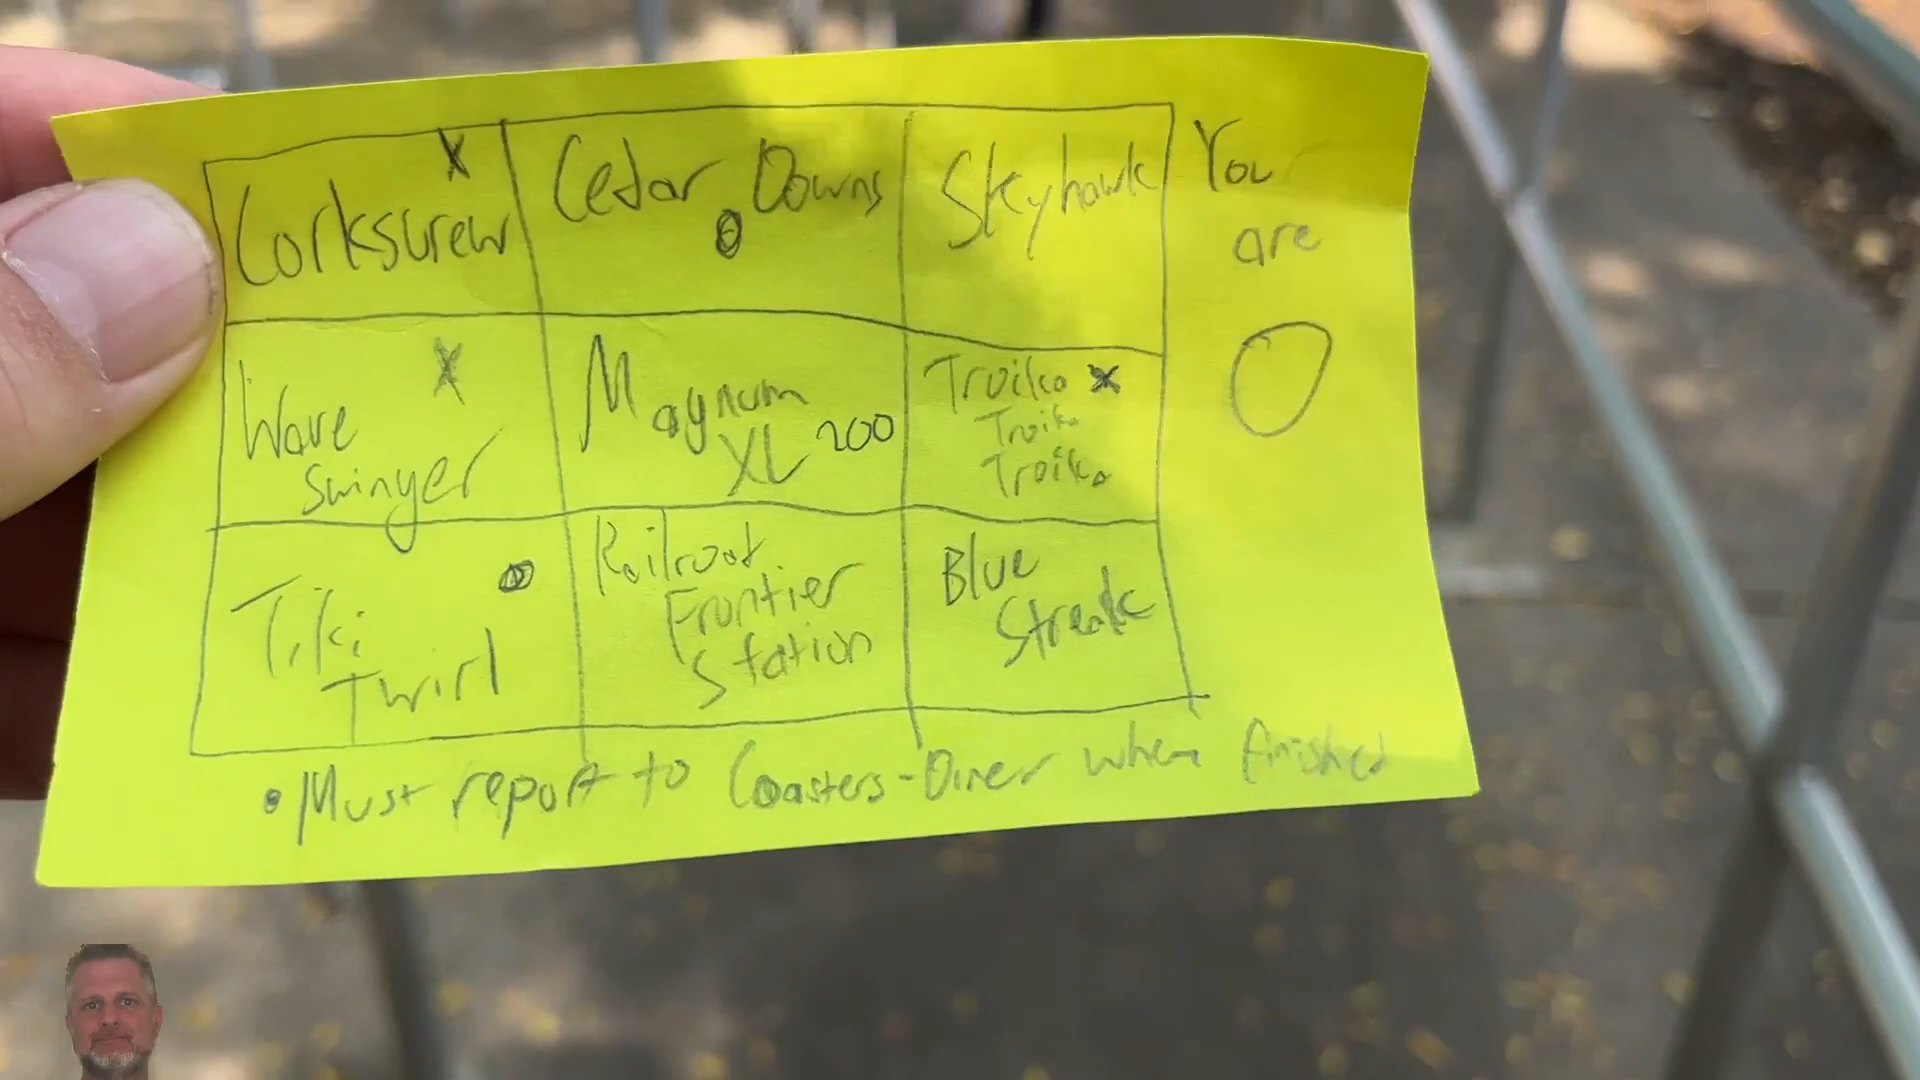 Corkscrew X
Cedar Downs
O
Skyhawk
You
are
O
Wave X
Swinger
Magnum
XL 200
Troika X
Troika
Troika
Tiki O
Twirl
Railroad
Frontier
Station
Blue
Streak
• Must report to Coasters-Diner when finished